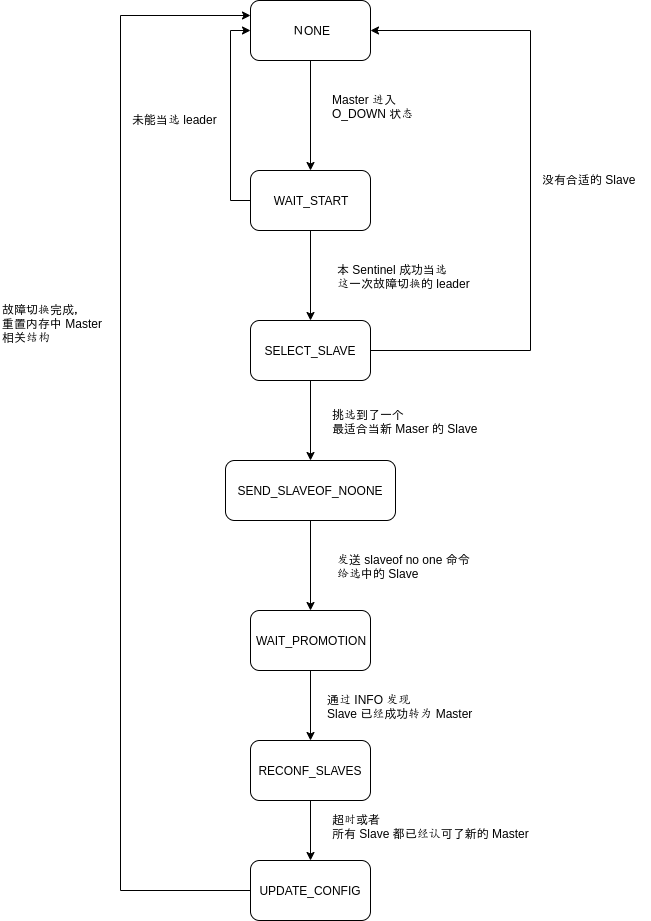 NONE
Master 进入
O_DOWN 状态
未能当选 leader
没有合适的 Slave
WAIT_START
本 Sentinel 成功当选
这一次故障切换的 leader
故障切换完成，
重置内存中 Master
相关结构
SELECT_SLAVE
挑选到了一个
最适合当新 Maser 的 Slave
SEND_SLAVEOF_NOONE
发送 slaveof no one 命令
给选中的 Slave
WAIT_PROMOTION
通过 INFO 发现
Slave 已经成功转为 Master
RECONF_SLAVES
超时或者
所有 Slave 都已经认可了新的 Master
UPDATE_CONFIG